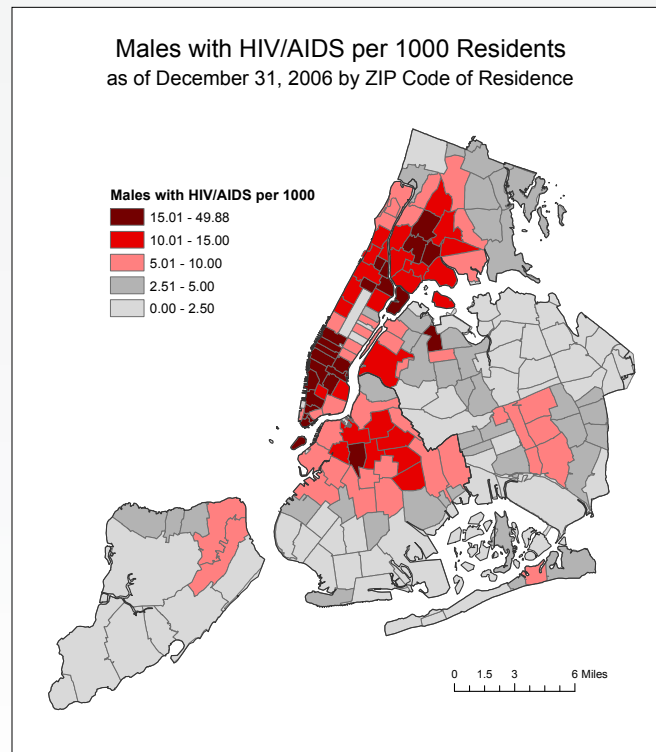 Males with HIV/AIDS per 1000 Residents
as of December 31, 2006 by ZIP Code of Residence
Males with HIV/AIDS per 1000
15.01 - 49.88
10.01 - 15.00
5.01 - 10.00
2.51 - 5.00
0.00 - 2.50
0 1.5 3 6 Miles